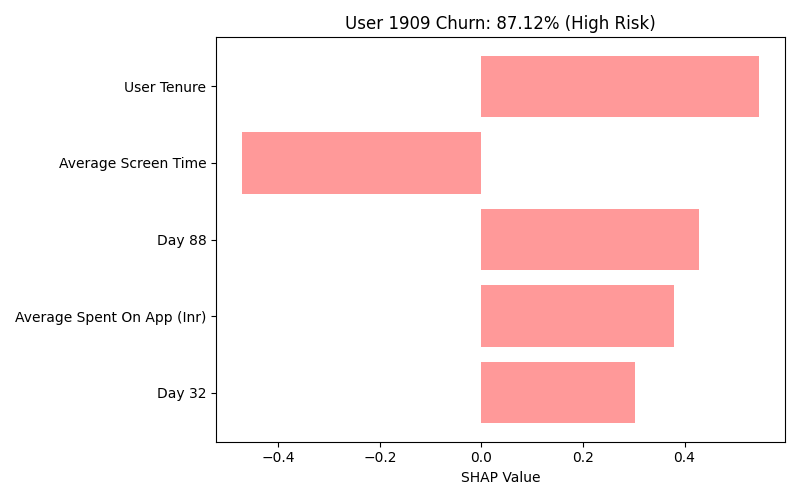 User 1909 Churn: 87.12% (High Risk)
User Tenure
Average Screen Time
Day 88
Average Spent On App (Inr)
Day 32
−0.4 −0.2 0.0 0.2 0.4
SHAP Value